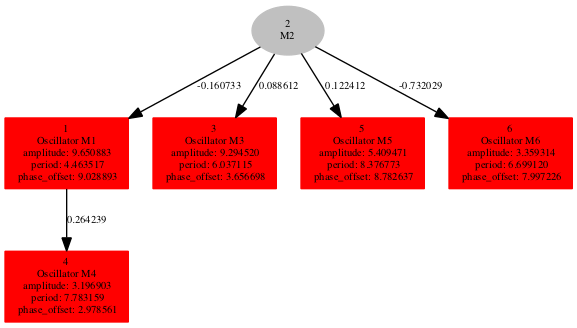 2
M2
-0.160733
0.088612
0.122412
-0.732029
1
Oscillator M1
amplitude: 9.650883
period: 4.463517
phase_offset: 9.028893
3
Oscillator M3
amplitude: 9.294520
period: 6.037115
phase_offset: 3.656698
5
Oscillator M5
amplitude: 5.409471
period: 8.376773
phase_offset: 8.782637
6
Oscillator M6
amplitude: 3.359314
period: 6.699120
phase_offset: 7.997226
0.264239
4
Oscillator M4
amplitude: 3.196903
period: 7.783159
phase_offset: 2.978561